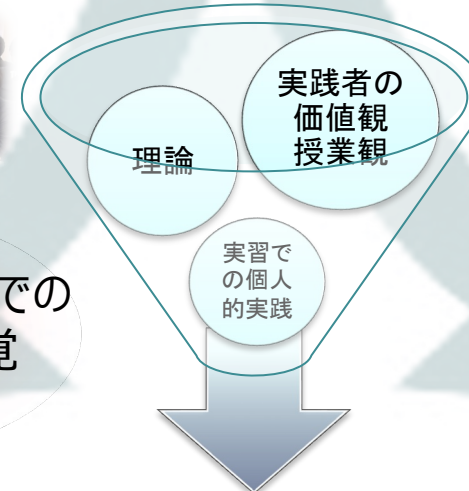 実践者の
価値観
授業観
理論
実習で
の個人
的実践
での
覚